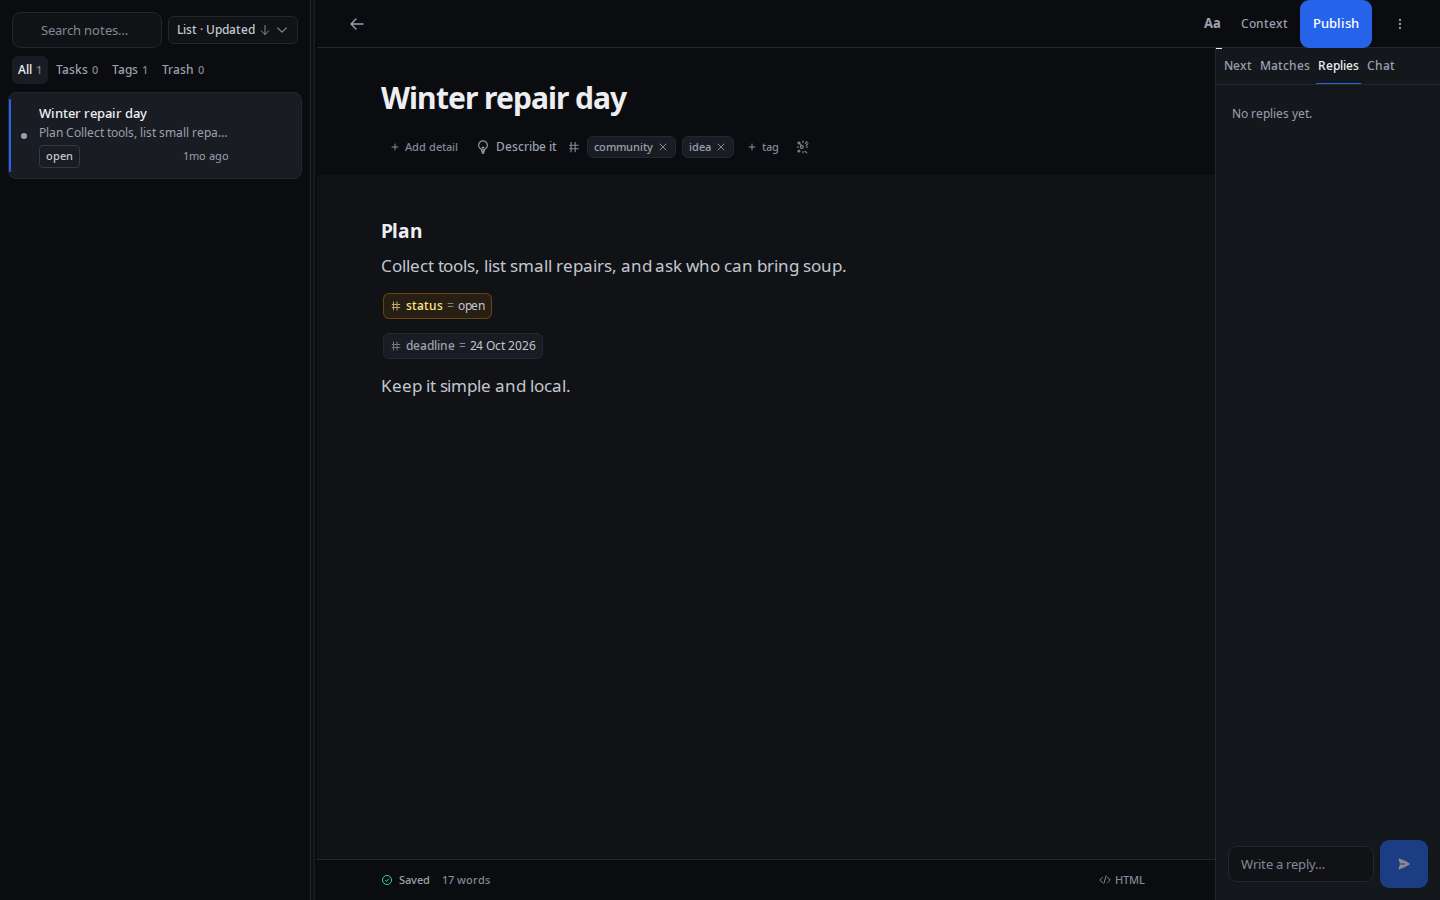 Search notes...
List · Updated
All 1 Tasks 0 Tags 1 Trash 0
Winter repair day
Plan Collect tools, list small repa...
open 1mo ago
Aa Context Publish
Winter repair day
+ Add detail Describe it # community × idea × + tag
Plan
Collect tools, list small repairs, and ask who can bring soup.
# status = open
# deadline = 24 Oct 2026
Keep it simple and local.
Saved 17 words
</> HTML
Next Matches Replies Chat
No replies yet.
Write a reply...